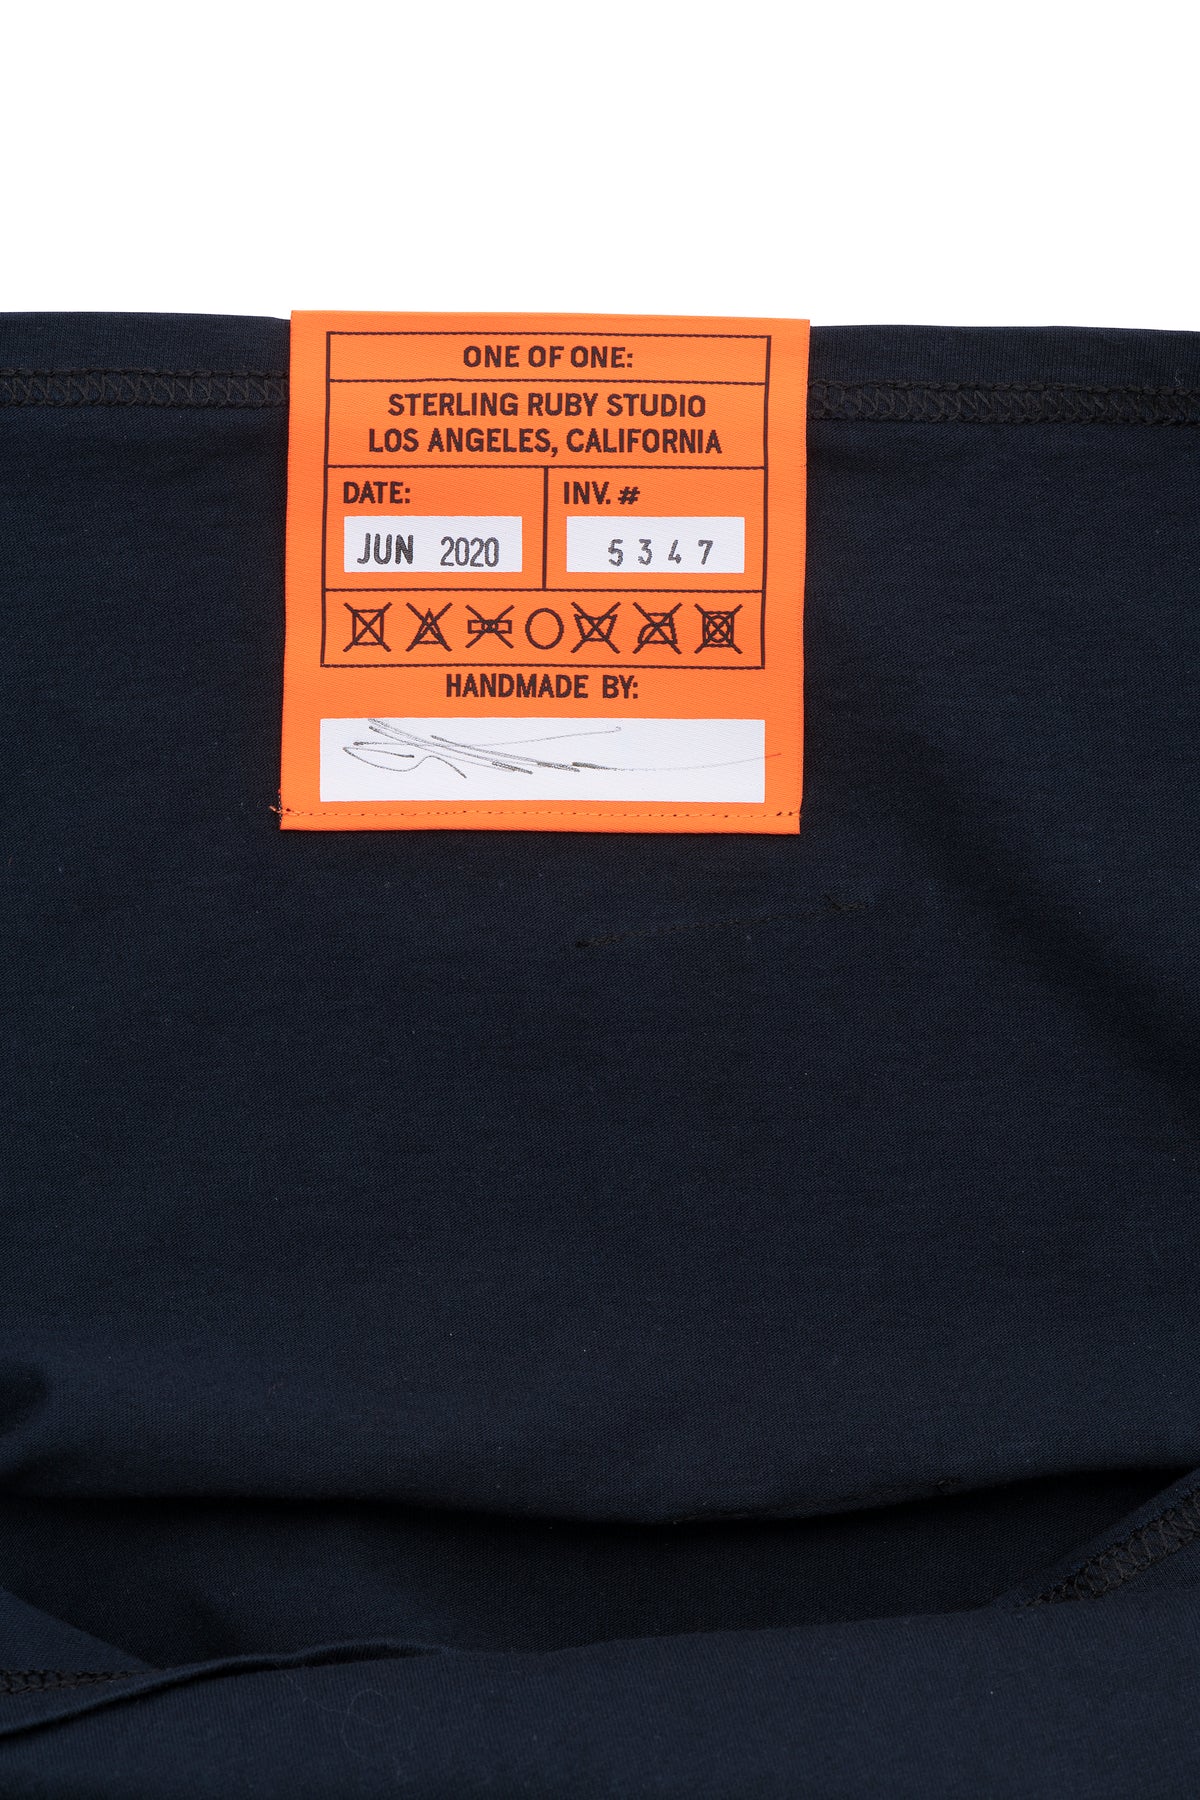 ONE OF ONE:
STERLING RUBY STUDIO
LOS ANGELES, CALIFORNIA
DATE: INV. #
JUN 2020 5347
HANDMADE BY: